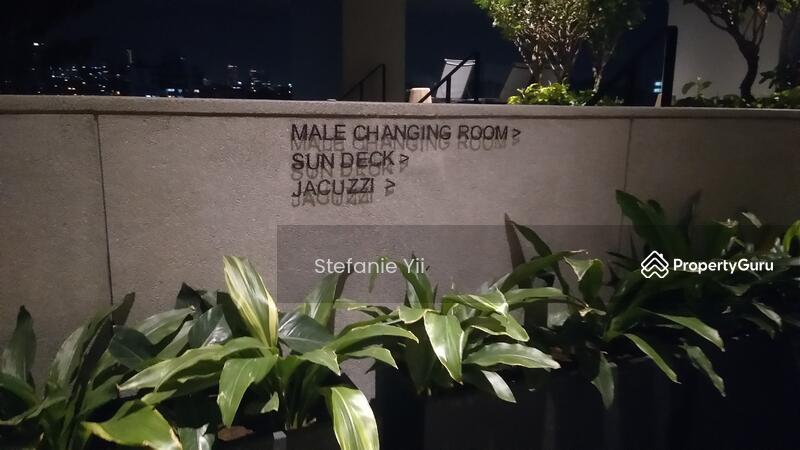 MALE CHANGING ROOM >
SUN DECK >
JACUZZI >
Stefanie Yii
PropertyGuru